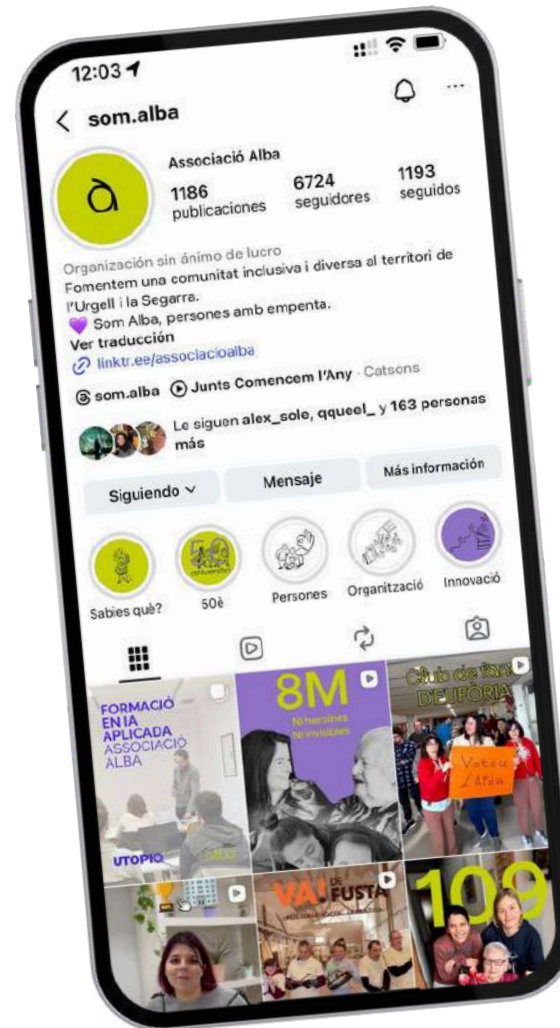 12:03
som.alba
à
Associació Alba
1186
publicaciones
6724
seguidores
1193
seguidos
Organización sin ánimo de lucro
Fomentem una comunitat inclusiva i diversa al territori de
l'Urgell i la Segarra.
💜 Som Alba, persones amb empenta.
Ver traducción
linktr.ee/associacioalba
som.alba Junts Comencem l'Any · Catsons
Le siguen alex_sole, qqueel_ y 163 personas
más
Siguiendo
Mensaje
Más información
50
Sabies què?
50è
Persones
Organització
Innovació
FORMACIÓ
EN IA
APLICADA
ASSOCIACIÓ
ALBA
UTOPIQ
8M
Ni heroïnes
Ni invisibles
Club de fans
D'EUFÒRIA
Voteu
l'Aida
VA! DE
FUSTA
109